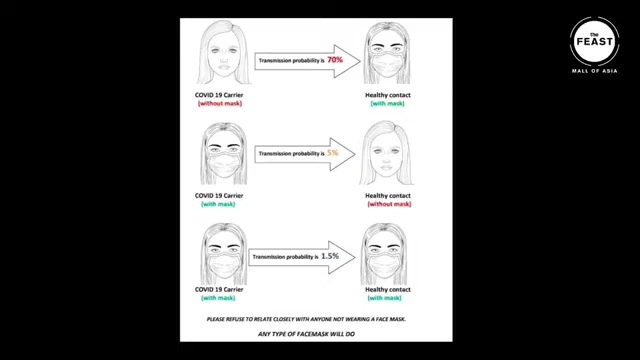 the
FEAST
MALL OF ASIA
Transmission probability is 70%
COVID 19 Carrier
(without mask)
Healthy contact
(with mask)
Transmission probability is 5%
COVID 19 Carrier
(with mask)
Healthy contact
(without mask)
Transmission probability is 1.5%
COVID 19 Carrier
(with mask)
Healthy contact
(with mask)
PLEASE REFUSE TO RELATE CLOSELY WITH ANYONE NOT WEARING A FACE MASK.
ANY TYPE OF FACEMASK WILL DO